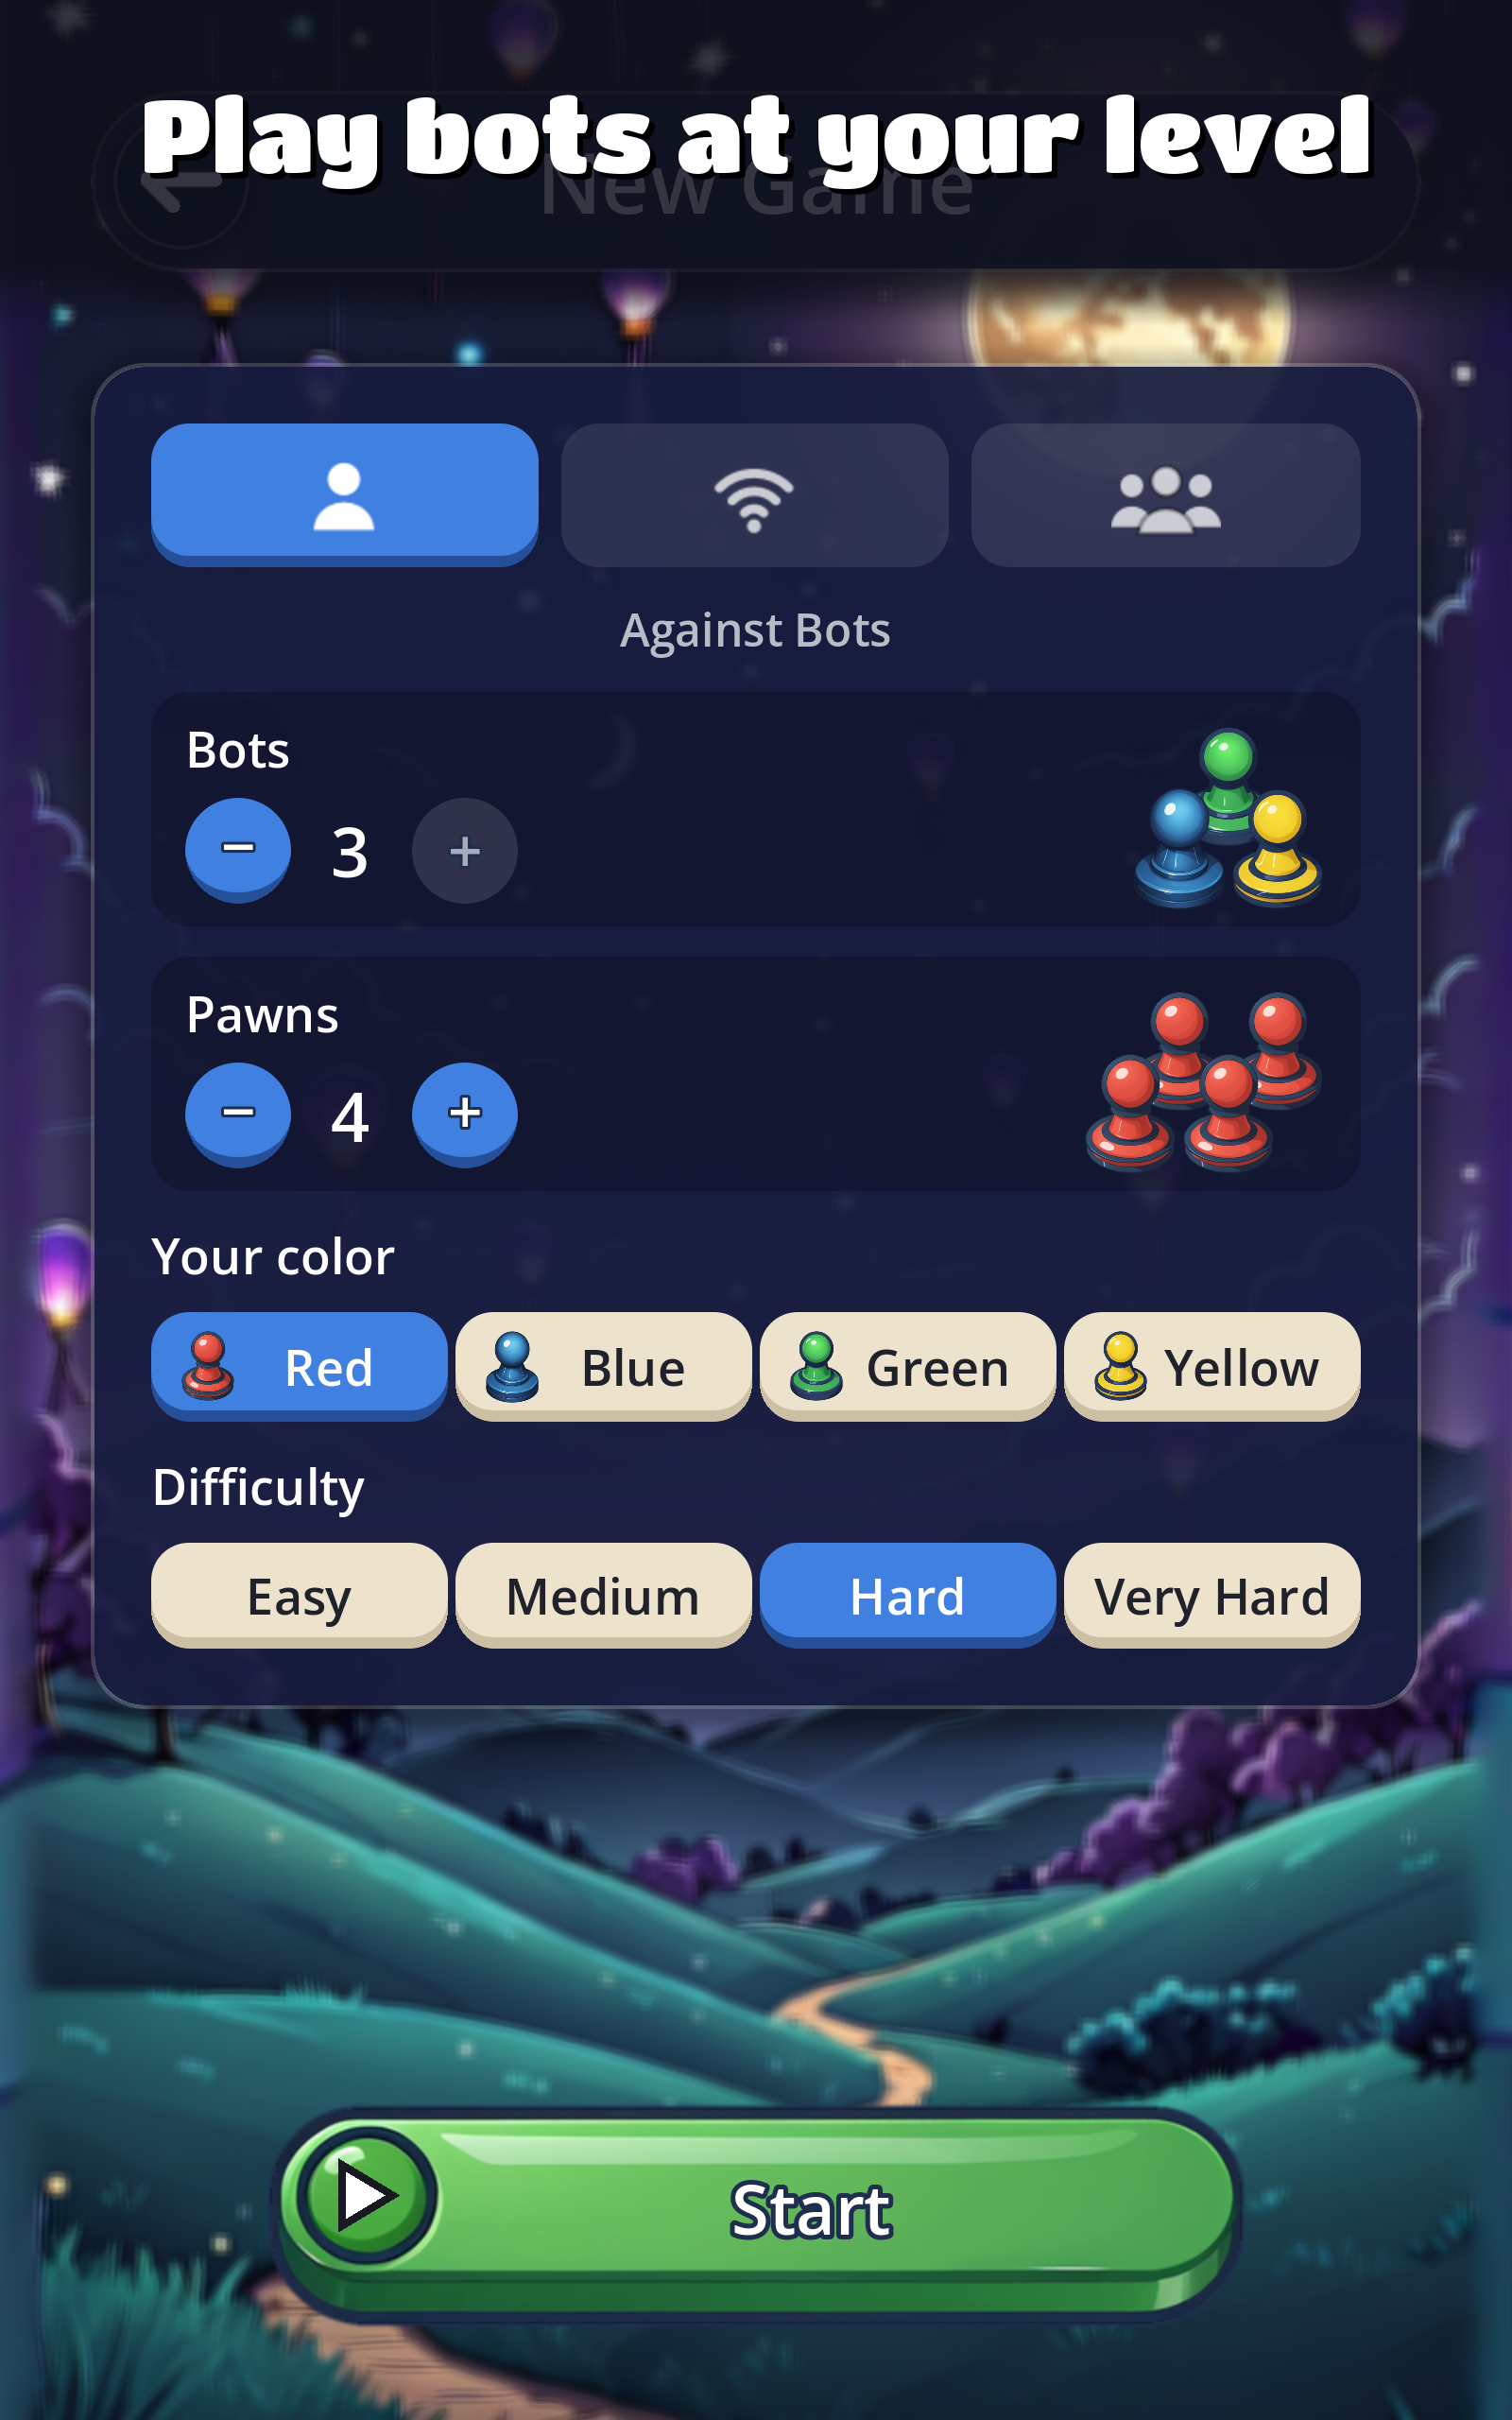 Play bots at your level
New Game
Against Bots
Bots
− 3 +
Pawns
− 4 +
Your color
Red Blue Green Yellow
Difficulty
Easy Medium Hard Very Hard
Start